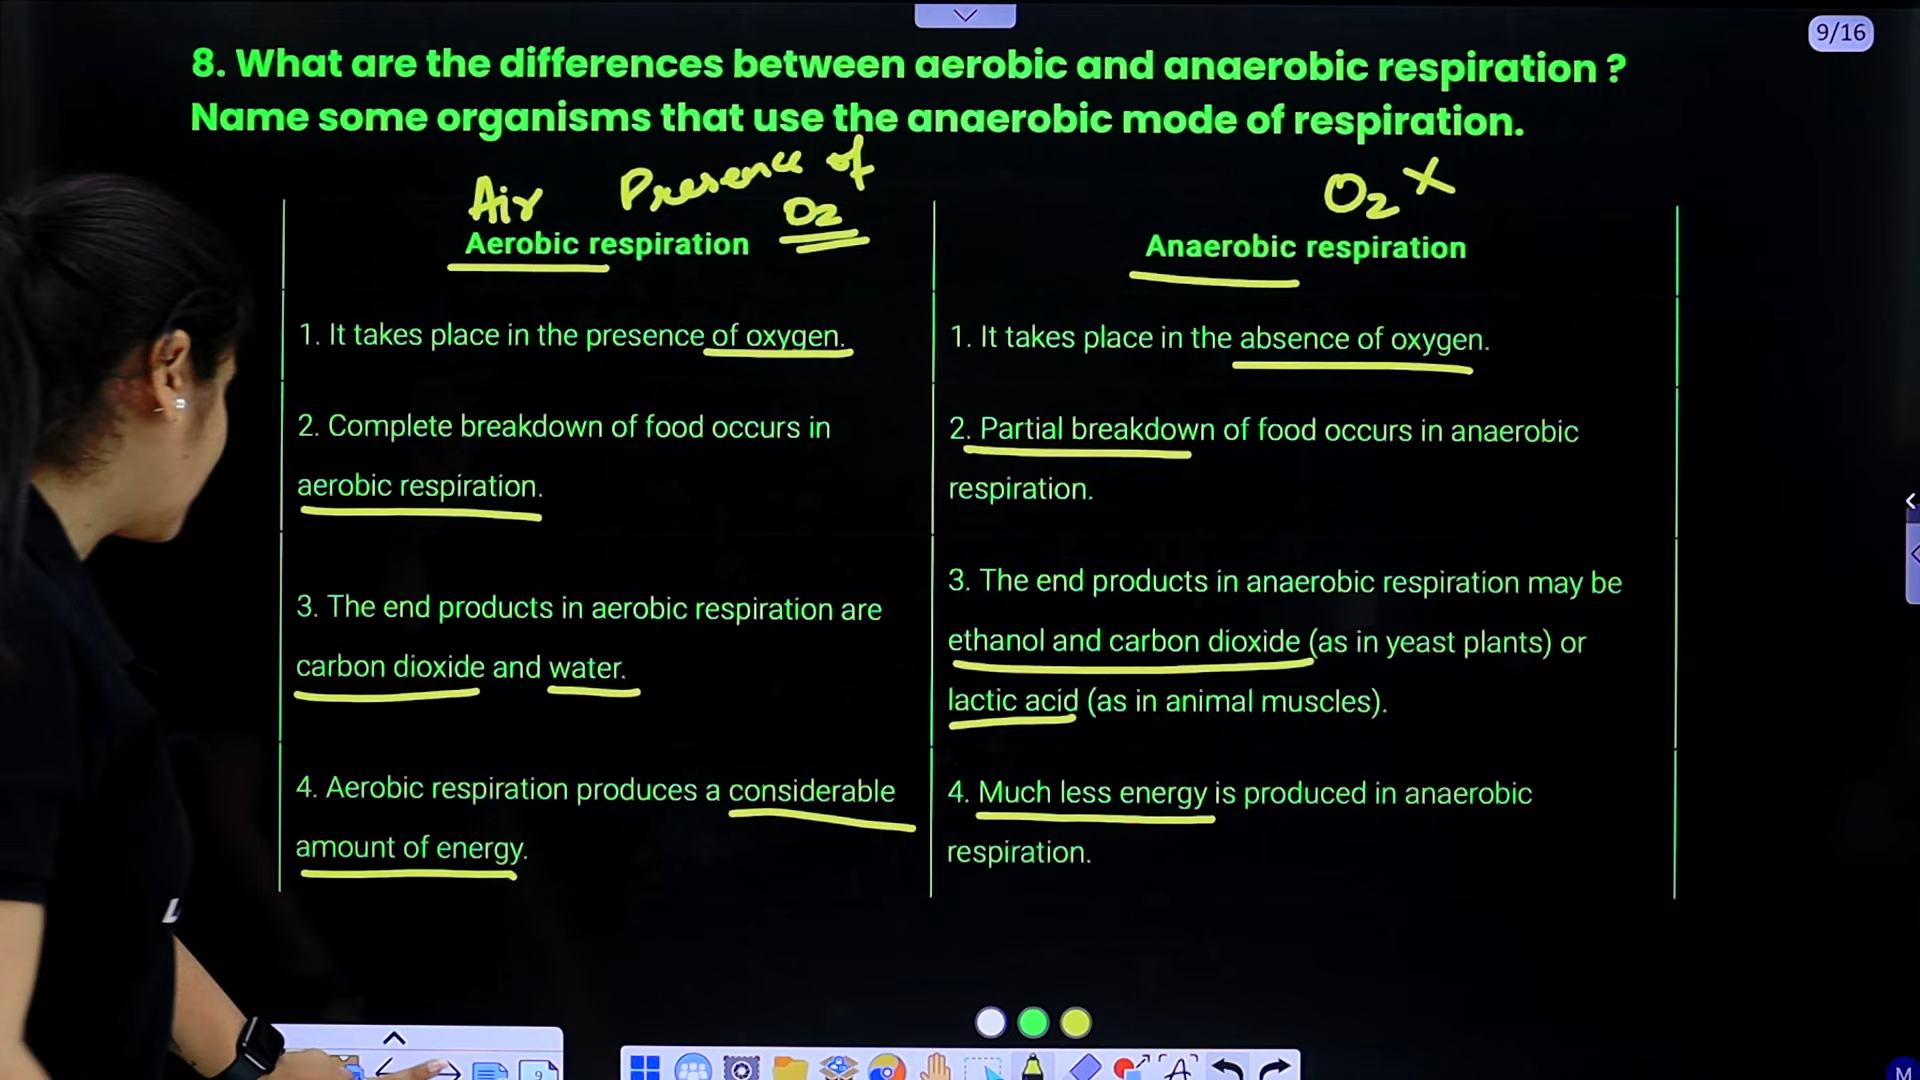 9/16
8. What are the differences between aerobic and anaerobic respiration ?
Name some organisms that use the anaerobic mode of respiration.
Air Presence of
O2
Aerobic respiration
1. It takes place in the presence of oxygen.
2. Complete breakdown of food occurs in
aerobic respiration.
3. The end products in aerobic respiration are
carbon dioxide and water.
4. Aerobic respiration produces a considerable
amount of energy.
O2 X
Anaerobic respiration
1. It takes place in the absence of oxygen.
2. Partial breakdown of food occurs in anaerobic
respiration.
3. The end products in anaerobic respiration may be
ethanol and carbon dioxide (as in yeast plants) or
lactic acid (as in animal muscles).
4. Much less energy is produced in anaerobic
respiration.
9
A
M